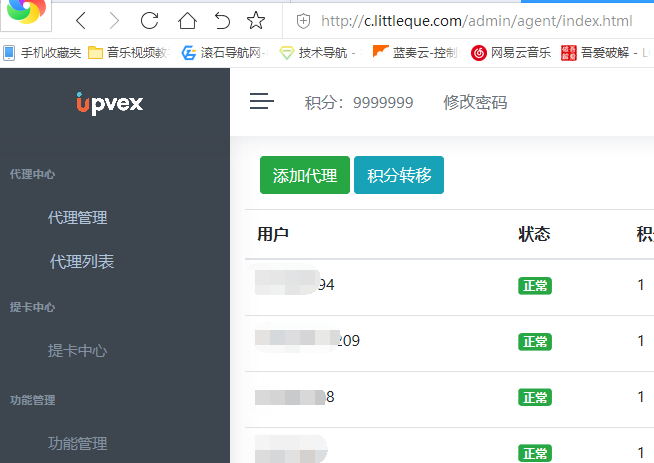 http://c.littleque.com/admin/agent/index.html
手机收藏夹 音乐视频教 滚石导航网- 技术导航 - 蓝奏云-控制 网易云音乐 吾爱破解 - L
upvex
积分：9999999 修改密码
代理中心
添加代理 积分转移
代理管理
用户 状态 积
代理列表
94 正常 1
提卡中心
209 正常 1
提卡中心
8 正常 1
功能管理
功能管理
正常 1